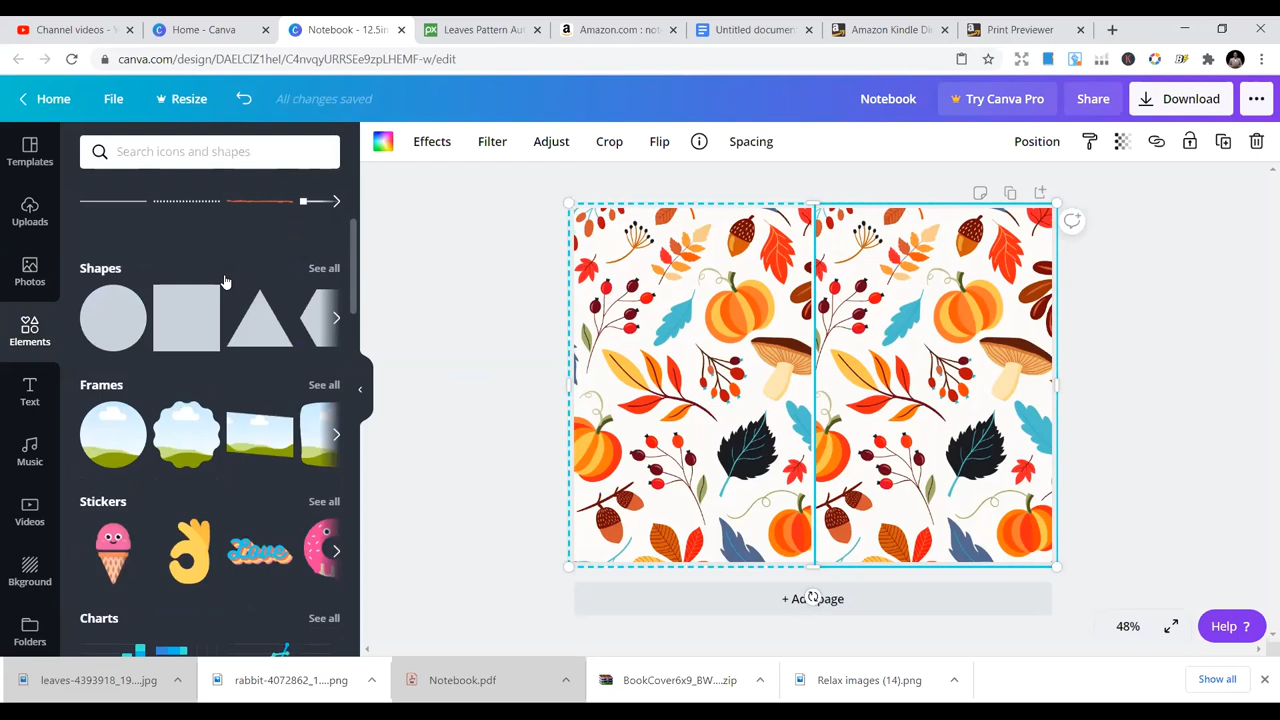 Channel videos - Y
Home - Canva
Notebook - 12.5in
Leaves Pattern Aut
Amazon.com : not
Untitled document
Amazon Kindle Di
Print Previewer
canva.com/design/DAELClZ1heI/C4nvqyURRSEe9zpLHEMF-w/edit
Home
File
Resize
All changes saved
Notebook
Try Canva Pro
Share
Download
Search icons and shapes
Effects
Filter
Adjust
Crop
Flip
Spacing
Position
Templates
Uploads
Photos
Elements
Text
Music
Videos
Bkground
Folders
Shapes
See all
Frames
See all
Stickers
See all
Love
Charts
See all
+ Add page
48%
Help ?
leaves-4393918_19....jpg
rabbit-4072862_1....png
Notebook.pdf
BookCover6x9_BW....zip
Relax images (14).png
Show all